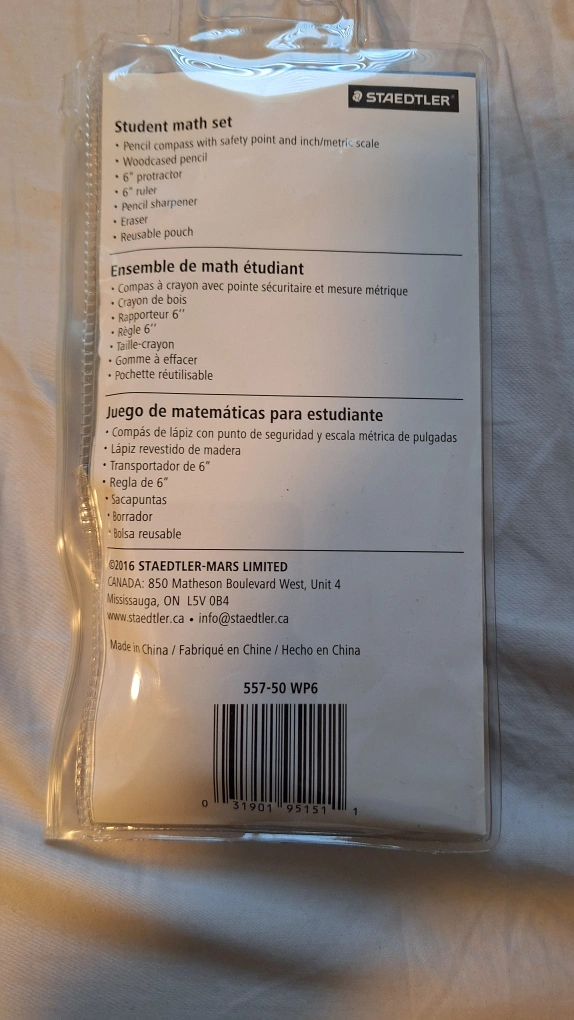 STAEDTLER®
Student math set
• Pencil compass with safety point and inch/metric scale
• Woodcased pencil
• 6" protractor
• 6" ruler
• Pencil sharpener
• Eraser
• Reusable pouch
Ensemble de math étudiant
• Compas à crayon avec pointe sécuritaire et mesure métrique
• Crayon de bois
• Rapporteur 6''
• Règle 6''
• Taille-crayon
• Gomme à effacer
• Pochette réutilisable
Juego de matemáticas para estudiante
• Compás de lápiz con punto de seguridad y escala métrica de pulgadas
• Lápiz revestido de madera
• Transportador de 6"
• Regla de 6"
• Sacapuntas
• Borrador
• Bolsa reusable
©2016 STAEDTLER-MARS LIMITED
CANADA: 850 Matheson Boulevard West, Unit 4
Mississauga, ON L5V 0B4
www.staedtler.ca • info@staedtler.ca
Made in China / Fabriqué en Chine / Hecho en China
557-50 WP6
0 31901 95151 1